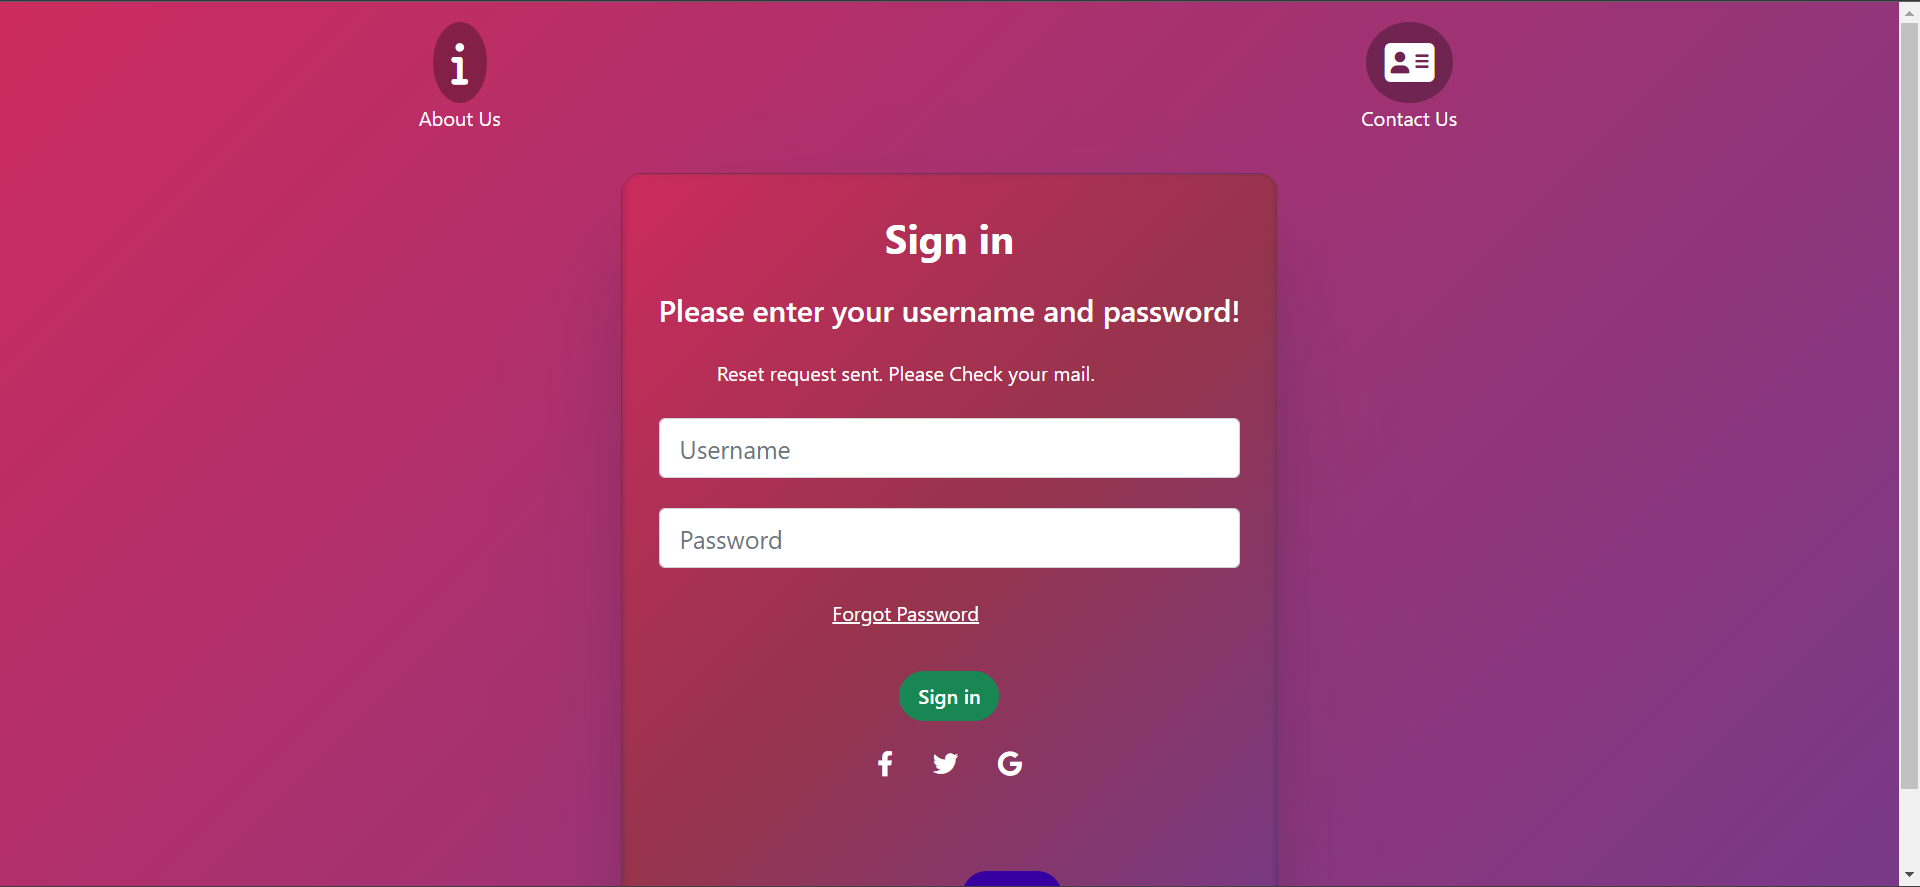 About Us
Contact Us
Sign in
Please enter your username and password!
Reset request sent. Please Check your mail.
Username
Password
Forgot Password
Sign in